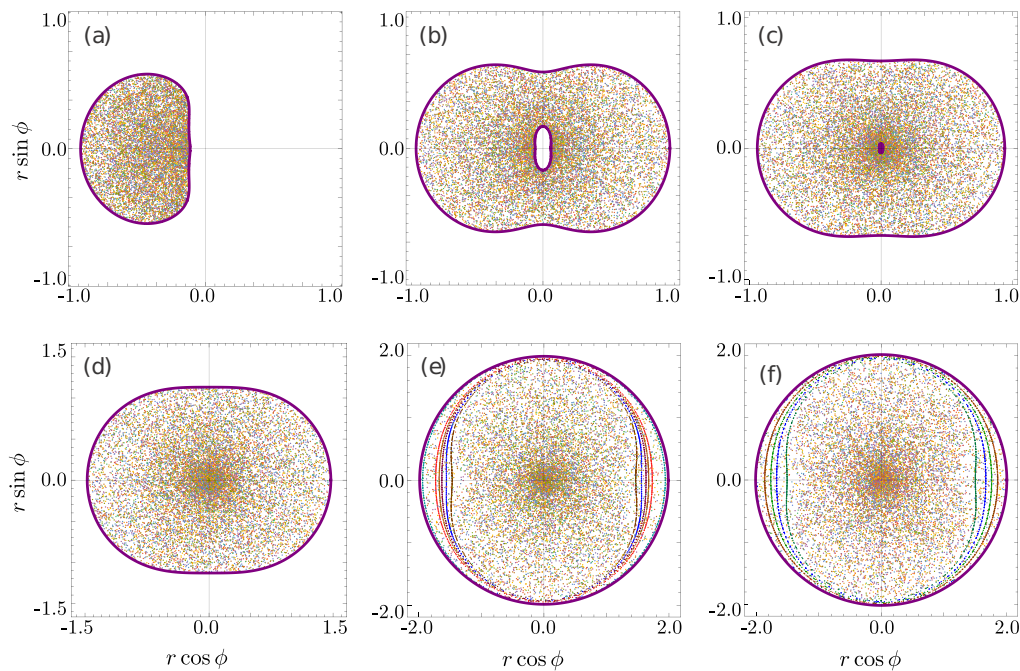 (a) (b) (c)
1.0 1.0 1.0
r sin ϕ 0.0 0.0 0.0
-1.0 -1.0 -1.0
-1.0 0.0 1.0 -1.0 0.0 1.0 -1.0 0.0 1.0
(d) (e) (f)
1.5 2.0 2.0
r sin ϕ 0.0 0.0 0.0
-1.5 -2.0 -2.0
-1.5 0.0 1.5 -2.0 0.0 2.0 -2.0 0.0 2.0
r cos ϕ r cos ϕ r cos ϕ